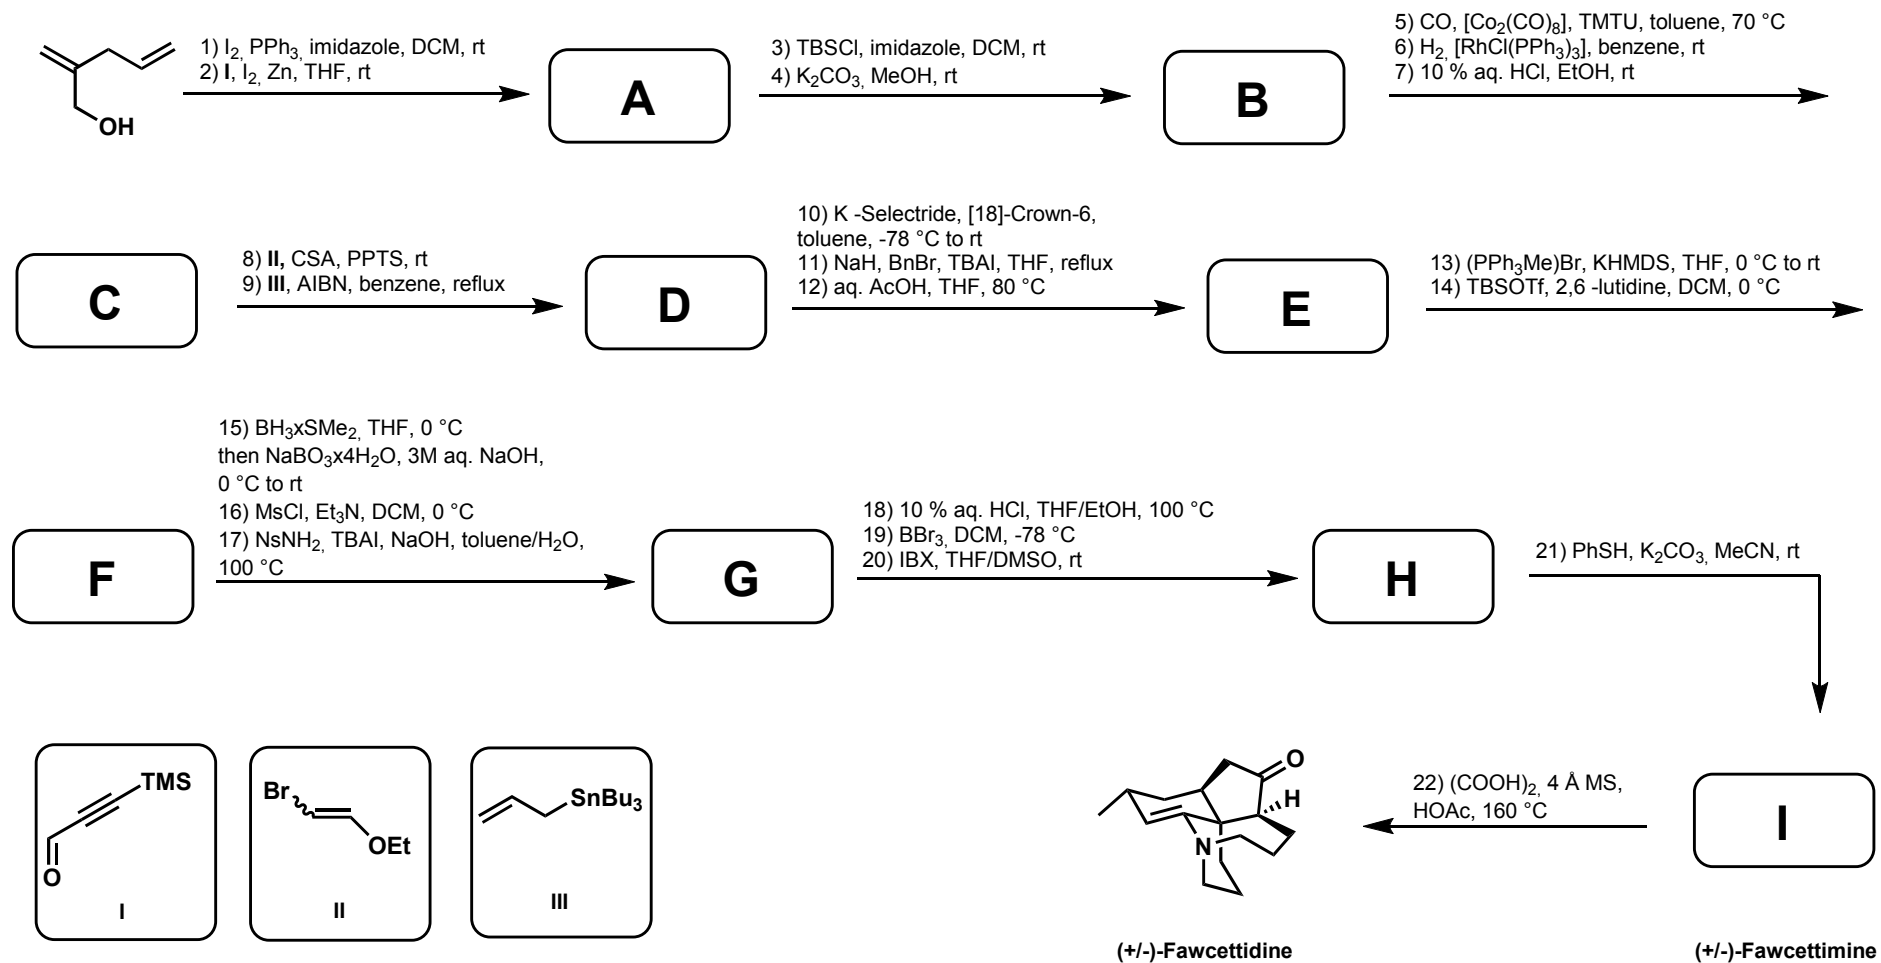 OH
1) I2, PPh3, imidazole, DCM, rt
2) I, I2, Zn, THF, rt
A
3) TBSCl, imidazole, DCM, rt
4) K2CO3, MeOH, rt
B
5) CO, [Co2(CO)8], TMTU, toluene, 70 °C
6) H2, [RhCl(PPh3)3], benzene, rt
7) 10 % aq. HCl, EtOH, rt
C
8) II, CSA, PPTS, rt
9) III, AIBN, benzene, reflux
D
10) K -Selectride, [18]-Crown-6,
toluene, -78 °C to rt
11) NaH, BnBr, TBAI, THF, reflux
12) aq. AcOH, THF, 80 °C
E
13) (PPh3Me)Br, KHMDS, THF, 0 °C to rt
14) TBSOTf, 2,6 -lutidine, DCM, 0 °C
F
15) BH3xSMe2, THF, 0 °C
then NaBO3x4H2O, 3M aq. NaOH,
0 °C to rt
16) MsCl, Et3N, DCM, 0 °C
17) NsNH2, TBAI, NaOH, toluene/H2O,
100 °C
G
18) 10 % aq. HCl, THF/EtOH, 100 °C
19) BBr3, DCM, -78 °C
20) IBX, THF/DMSO, rt
H
21) PhSH, K2CO3, MeCN, rt
TMS
O
I
Br
OEt
II
SnBu3
III
O
H
N
(+/-)-Fawcettidine
22) (COOH)2, 4 Å MS,
HOAc, 160 °C
I
(+/-)-Fawcettimine